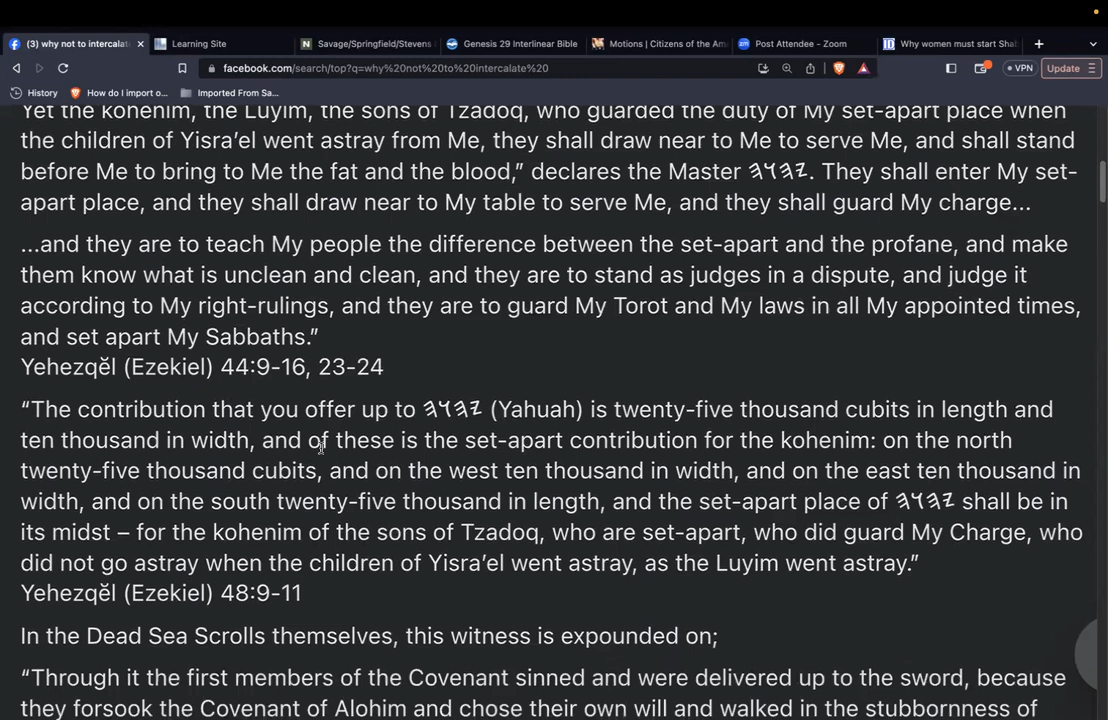 (3) why not to intercalat
Learning Site
Savage/Springfield/Stevens
Genesis 29 Interlinear Bible
Motions | Citizens of the Am
Post Attendee - Zoom
Why women must start Shal
facebook.com/search/top?q=why%20not%20to%20intercalate%20
VPN
Update
History
How do I import o...
Imported From Sa...
Yet the kohenim, the Luyim, the sons of Tzadoq, who guarded the duty of My set-apart place when
the children of Yisra’el went astray from Me, they shall draw near to Me to serve Me, and shall stand
before Me to bring to Me the fat and the blood,” declares the Master 𐤉𐤄𐤅𐤄. They shall enter My set-
apart place, and they shall draw near to My table to serve Me, and they shall guard My charge...
...and they are to teach My people the difference between the set-apart and the profane, and make
them know what is unclean and clean, and they are to stand as judges in a dispute, and judge it
according to My right-rulings, and they are to guard My Torot and My laws in all My appointed times,
and set apart My Sabbaths.”
Yehezqĕl (Ezekiel) 44:9-16, 23-24
“The contribution that you offer up to 𐤉𐤄𐤅𐤄 (Yahuah) is twenty-five thousand cubits in length and
ten thousand in width, and of these is the set-apart contribution for the kohenim: on the north
twenty-five thousand cubits, and on the west ten thousand in width, and on the east ten thousand in
width, and on the south twenty-five thousand in length, and the set-apart place of 𐤉𐤄𐤅𐤄 shall be in
its midst – for the kohenim of the sons of Tzadoq, who are set-apart, who did guard My Charge, who
did not go astray when the children of Yisra’el went astray, as the Luyim went astray.”
Yehezqĕl (Ezekiel) 48:9-11
In the Dead Sea Scrolls themselves, this witness is expounded on;
“Through it the first members of the Covenant sinned and were delivered up to the sword, because
they forsook the Covenant of Alohim and chose their own will and walked in the stubbornness of